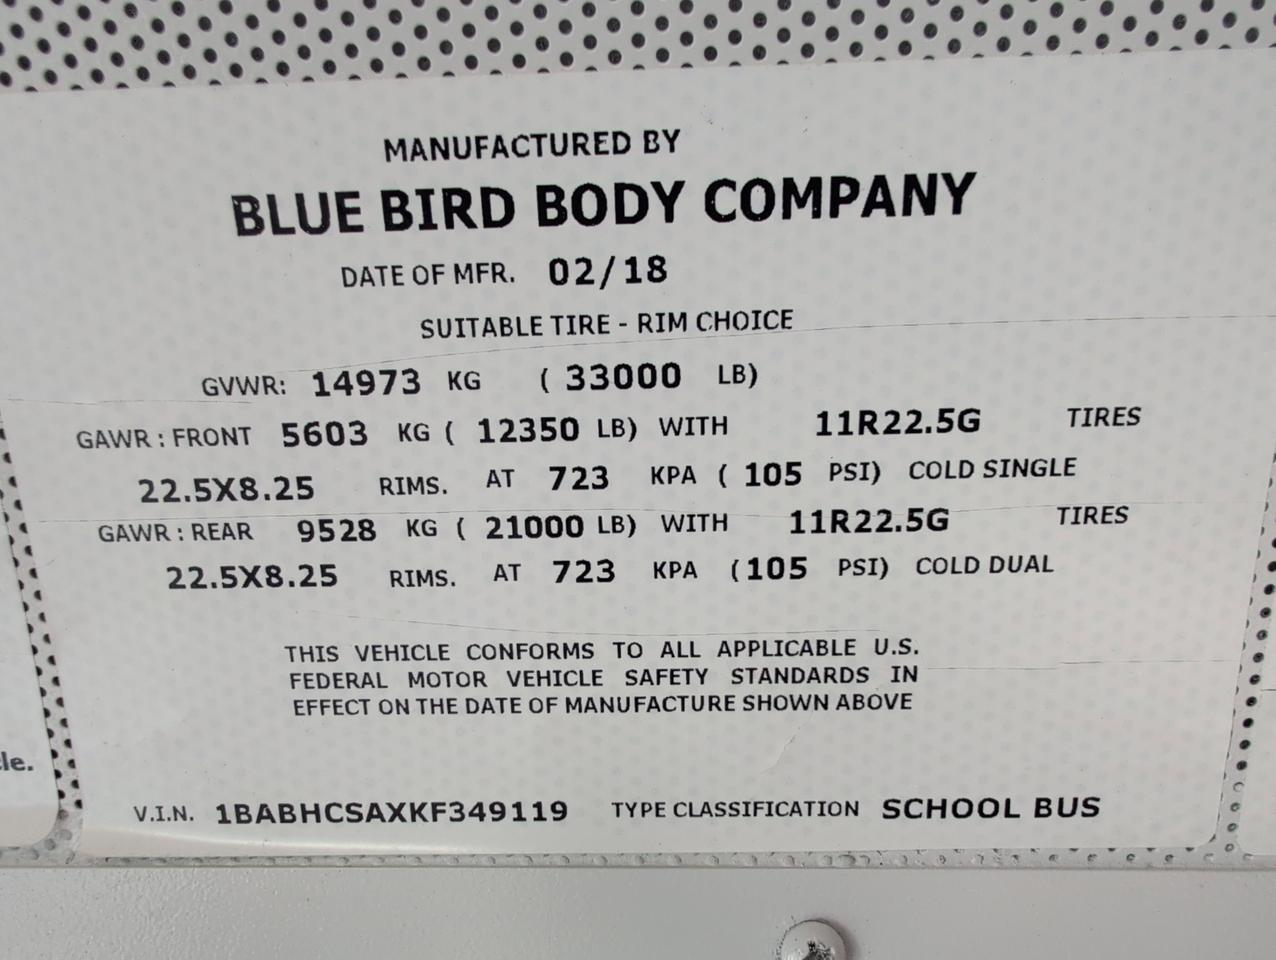 MANUFACTURED BY
BLUE BIRD BODY COMPANY
DATE OF MFR. 02/18
SUITABLE TIRE - RIM CHOICE
GVWR: 14973 KG ( 33000 LB)
GAWR : FRONT 5603 KG ( 12350 LB) WITH 11R22.5G TIRES
22.5X8.25 RIMS. AT 723 KPA ( 105 PSI) COLD SINGLE
GAWR : REAR 9528 KG ( 21000 LB) WITH 11R22.5G TIRES
22.5X8.25 RIMS. AT 723 KPA (105 PSI) COLD DUAL
THIS VEHICLE CONFORMS TO ALL APPLICABLE U.S.
FEDERAL MOTOR VEHICLE SAFETY STANDARDS IN
EFFECT ON THE DATE OF MANUFACTURE SHOWN ABOVE
V.I.N. 1BABHCSAXKF349119 TYPE CLASSIFICATION SCHOOL BUS